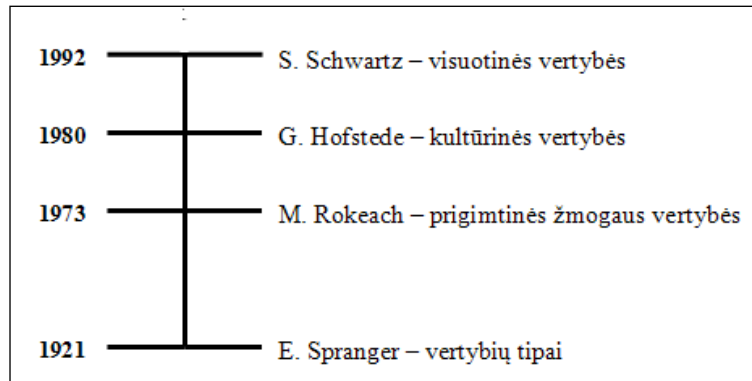 1992 S. Schwartz – visuotinės vertybės
1980 G. Hofstede – kultūrinės vertybės
1973 M. Rokeach – prigimtinės žmogaus vertybės
1921 E. Spranger – vertybių tipai